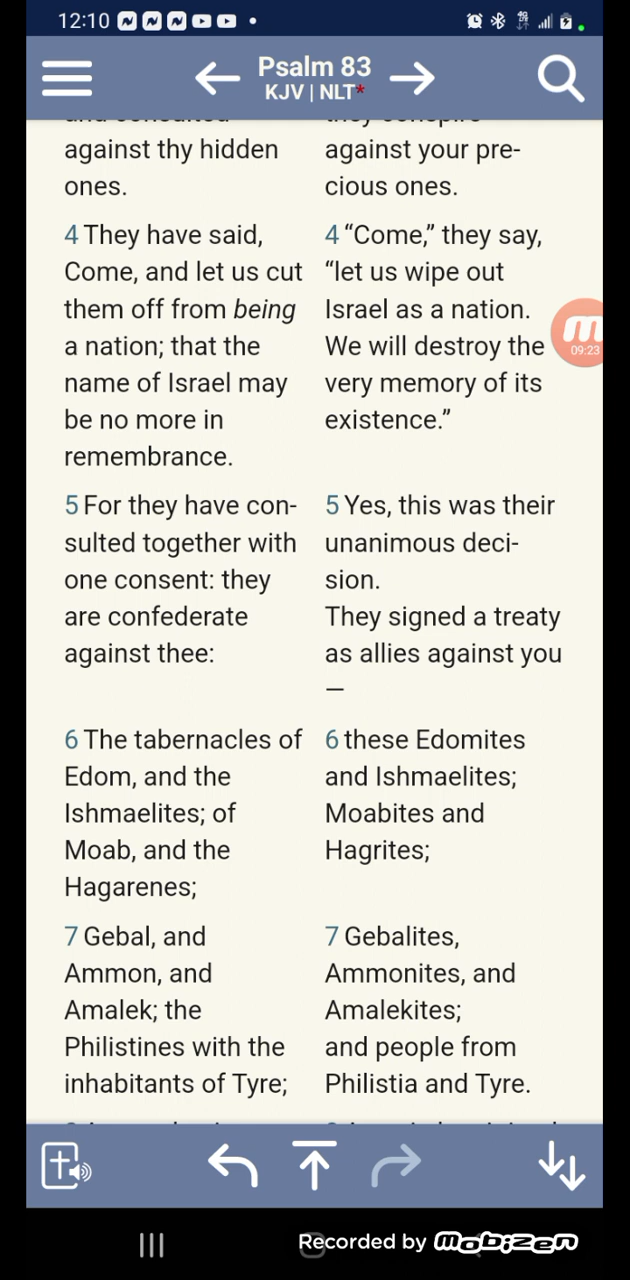 12:10
Psalm 83
KJV | NLT*
against thy hidden
ones.
4 They have said,
Come, and let us cut
them off from being
a nation; that the
name of Israel may
be no more in
remembrance.
5 For they have con-
sulted together with
one consent: they
are confederate
against thee:
6 The tabernacles of
Edom, and the
Ishmaelites; of
Moab, and the
Hagarenes;
7 Gebal, and
Ammon, and
Amalek; the
Philistines with the
inhabitants of Tyre;
they conspire
against your pre-
cious ones.
4 “Come,” they say,
“let us wipe out
Israel as a nation.
We will destroy the
very memory of its
existence.”
5 Yes, this was their
unanimous deci-
sion.
They signed a treaty
as allies against you
—
6 these Edomites
and Ishmaelites;
Moabites and
Hagrites;
7 Gebalites,
Ammonites, and
Amalekites;
and people from
Philistia and Tyre.
m
09:23
Recorded by Mobizen